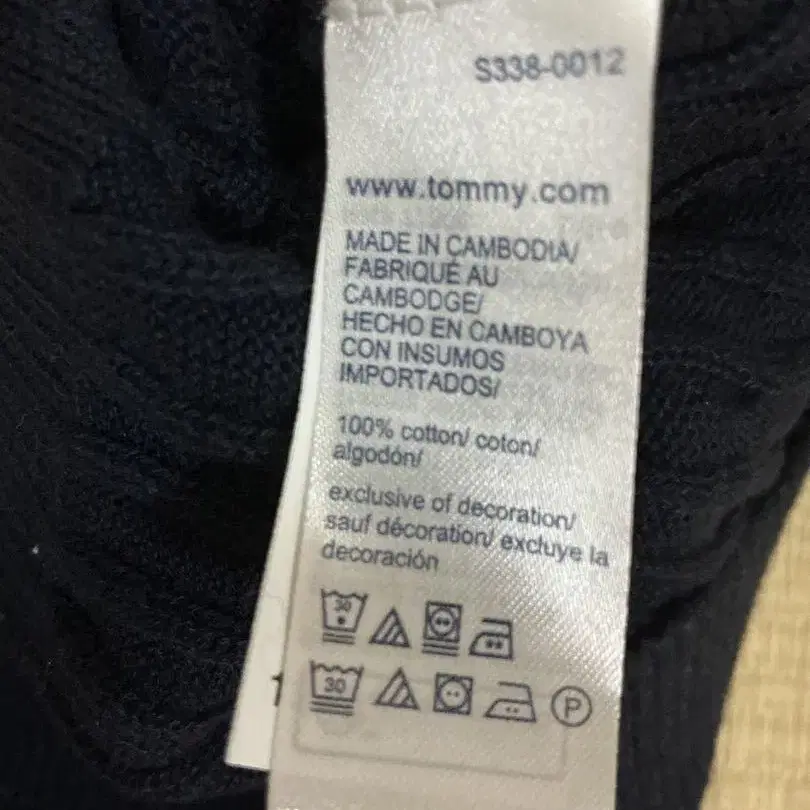 S338-0012
www.tommy.com
MADE IN CAMBODIA/
FABRIQUÉ AU
CAMBODGE/
HECHO EN CAMBOYA
CON INSUMOS
IMPORTADOS/
100% cotton/ coton/
algodón/
exclusive of decoration/
sauf décoration/ excluye la
decoración
30
30 P
1